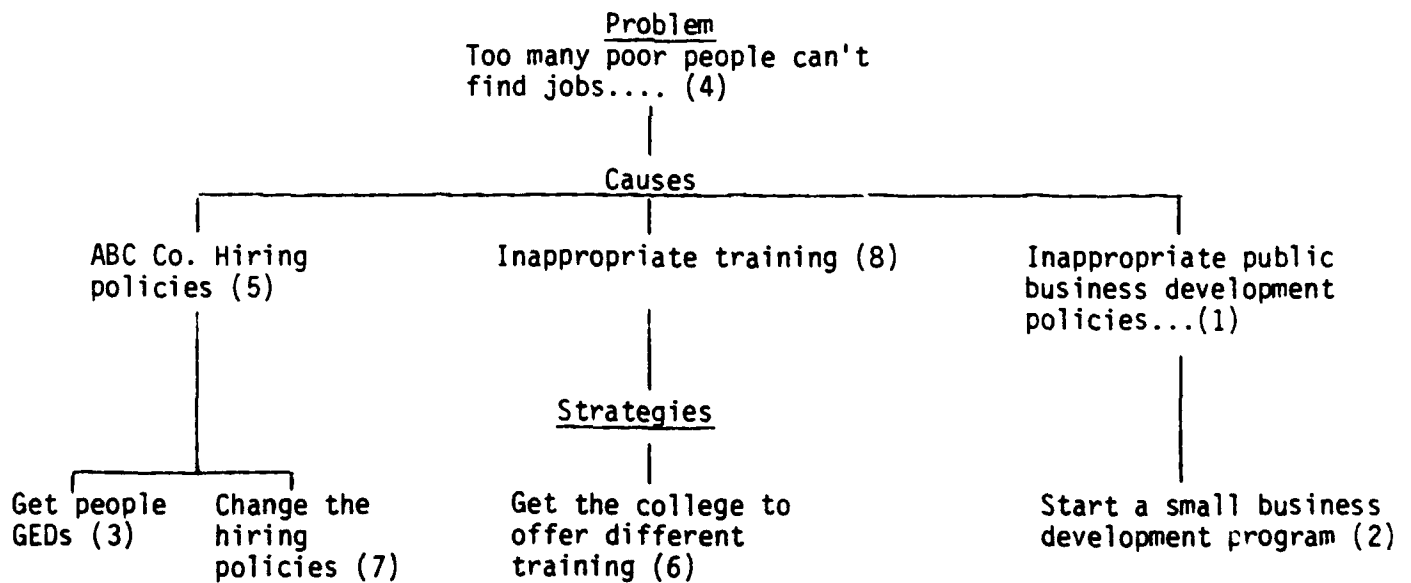 Problem
Too many poor people can't
find jobs.... (4)
Causes
ABC Co. Hiring
policies (5)
Inappropriate training (8)
Inappropriate public
business development
policies...(1)
Strategies
Get people
GEDs (3)
Change the
hiring
policies (7)
Get the college to
offer different
training (6)
Start a small business
development program (2)